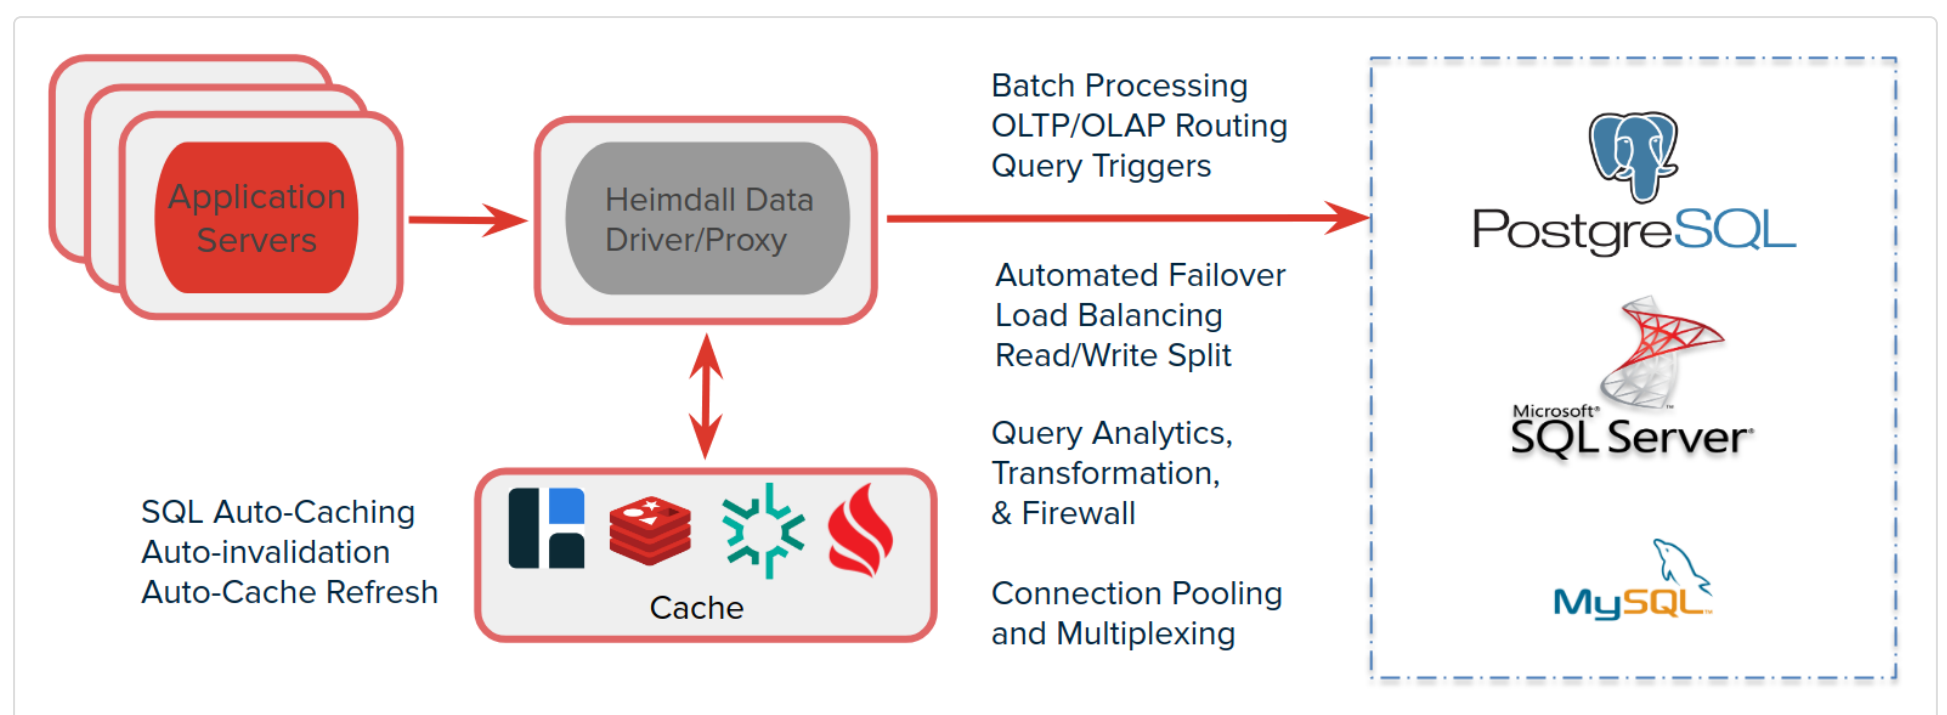 Application
Servers
Heimdall Data
Driver/Proxy
Batch Processing
OLTP/OLAP Routing
Query Triggers
Automated Failover
Load Balancing
Read/Write Split
Query Analytics,
Transformation,
& Firewall
Connection Pooling
and Multiplexing
SQL Auto-Caching
Auto-invalidation
Auto-Cache Refresh
Cache
PostgreSQL
Microsoft®
SQL Server®
MySQL™